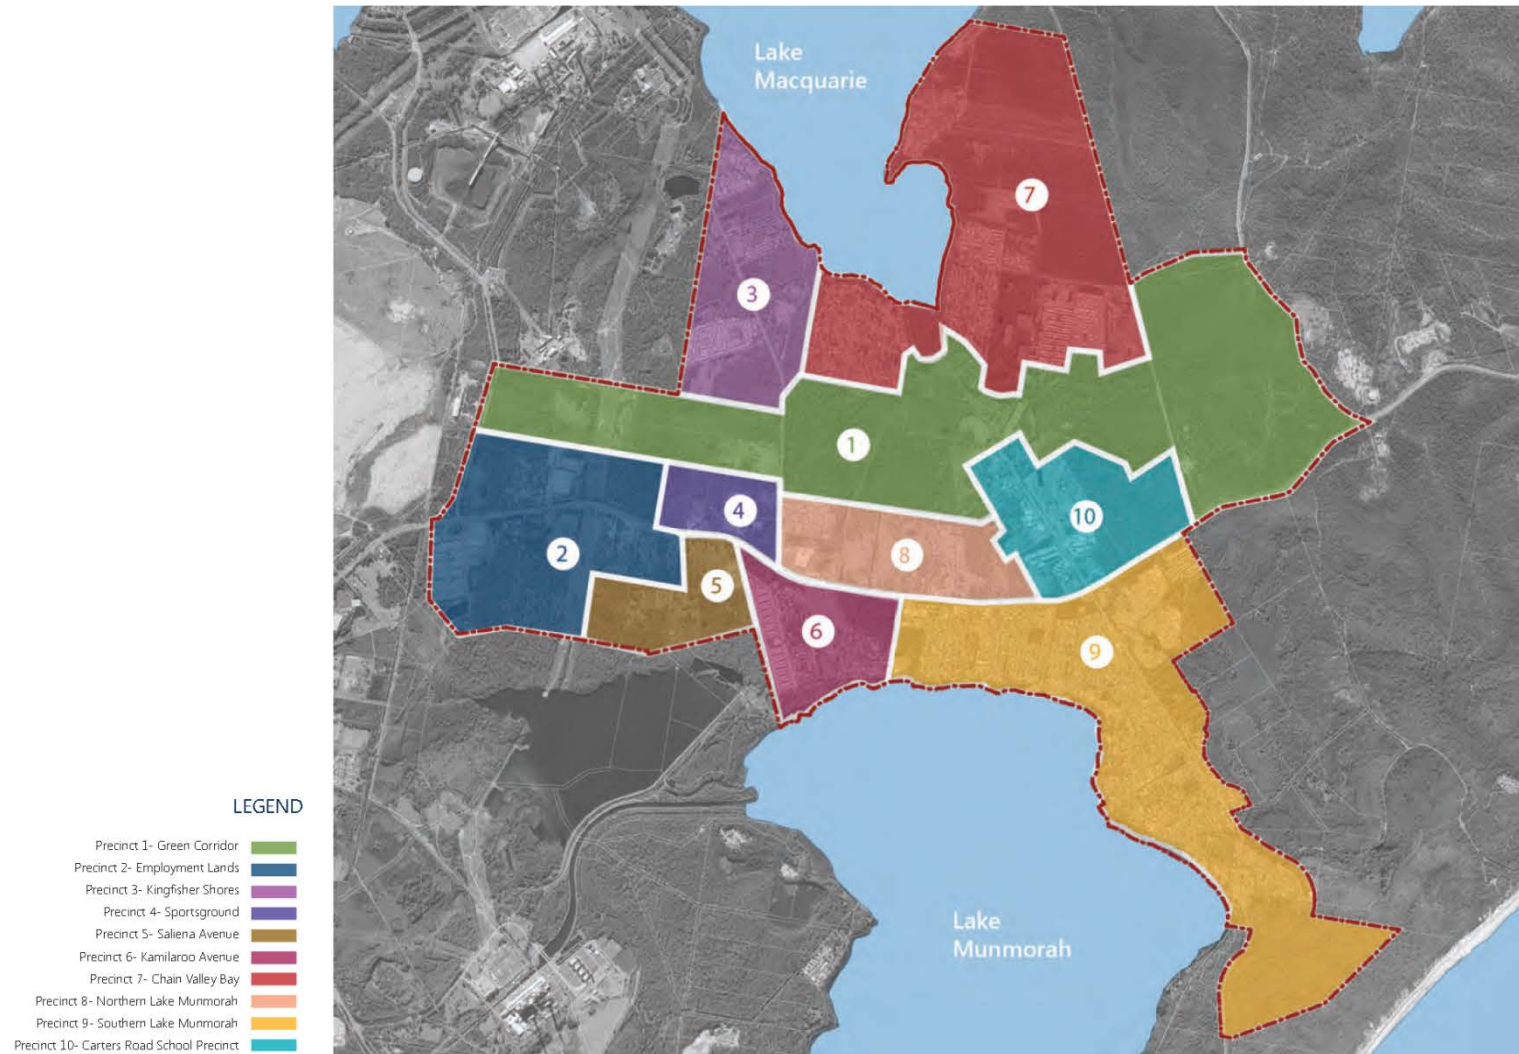 Lake
Macquarie
7
3
1
4
10
2
8
5
6
9
Lake
Munmorah
LEGEND
Precinct 1- Green Corridor
Precinct 2- Employment Lands
Precinct 3- Kingfisher Shores
Precinct 4- Sportsground
Precinct 5- Saliena Avenue
Precinct 6- Kamilaroo Avenue
Precinct 7- Chain Valley Bay
Precinct 8- Northern Lake Munmorah
Precinct 9- Southern Lake Munmorah
Precinct 10- Carters Road School Precinct